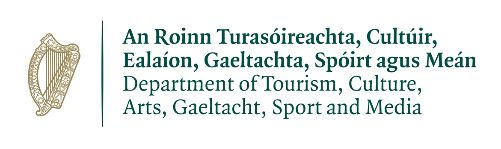 An Roinn Turasóireachta, Cultúir,
Ealaíon, Gaeltachta, Spóirt agus Meán
Department of Tourism, Culture,
Arts, Gaeltacht, Sport and Media